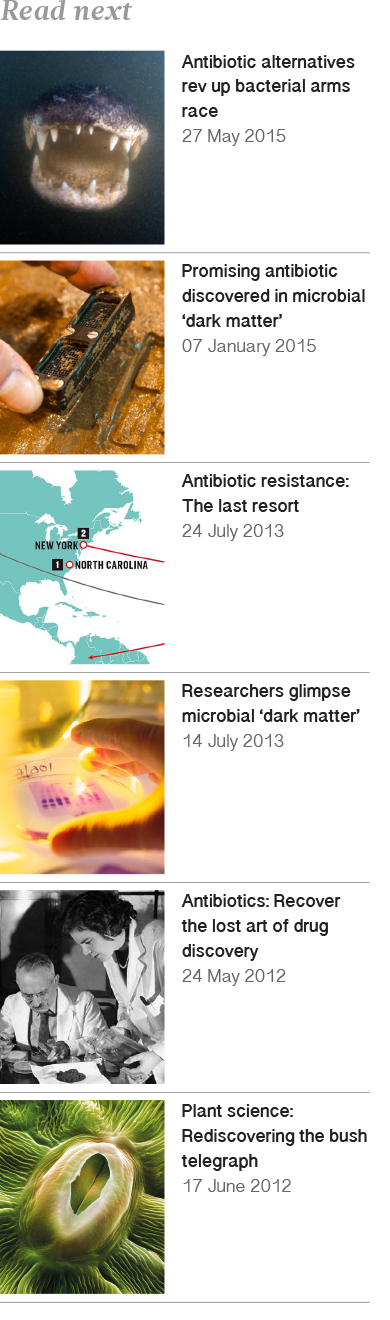 Read next
Antibiotic alternatives
rev up bacterial arms
race
27 May 2015
Promising antibiotic
discovered in microbial
‘dark matter’
07 January 2015
Antibiotic resistance:
The last resort
24 July 2013
2
NEW YORK
1 NORTH CAROLINA
Researchers glimpse
microbial ‘dark matter’
14 July 2013
Antibiotics: Recover
the lost art of drug
discovery
24 May 2012
Plant science:
Rediscovering the bush
telegraph
17 June 2012